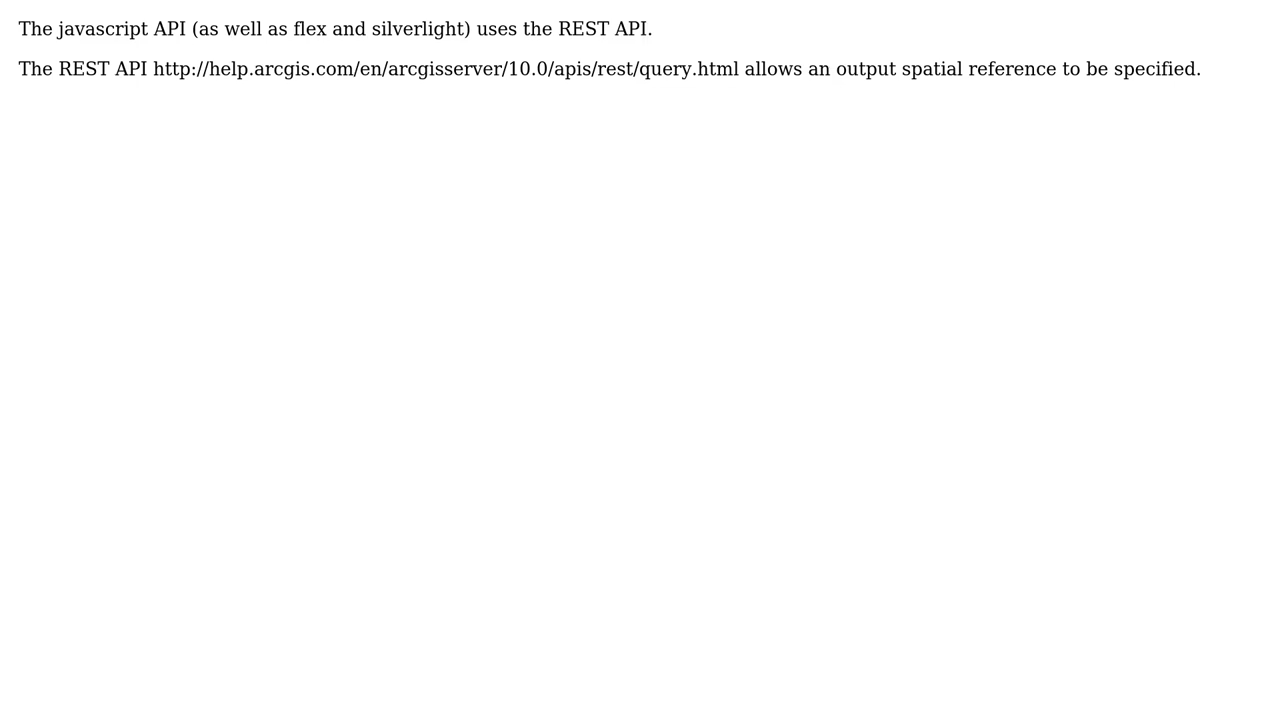 The javascript API (as well as flex and silverlight) uses the REST API.
The REST API http://help.arcgis.com/en/arcgisserver/10.0/apis/rest/query.html allows an output spatial reference to be specified.